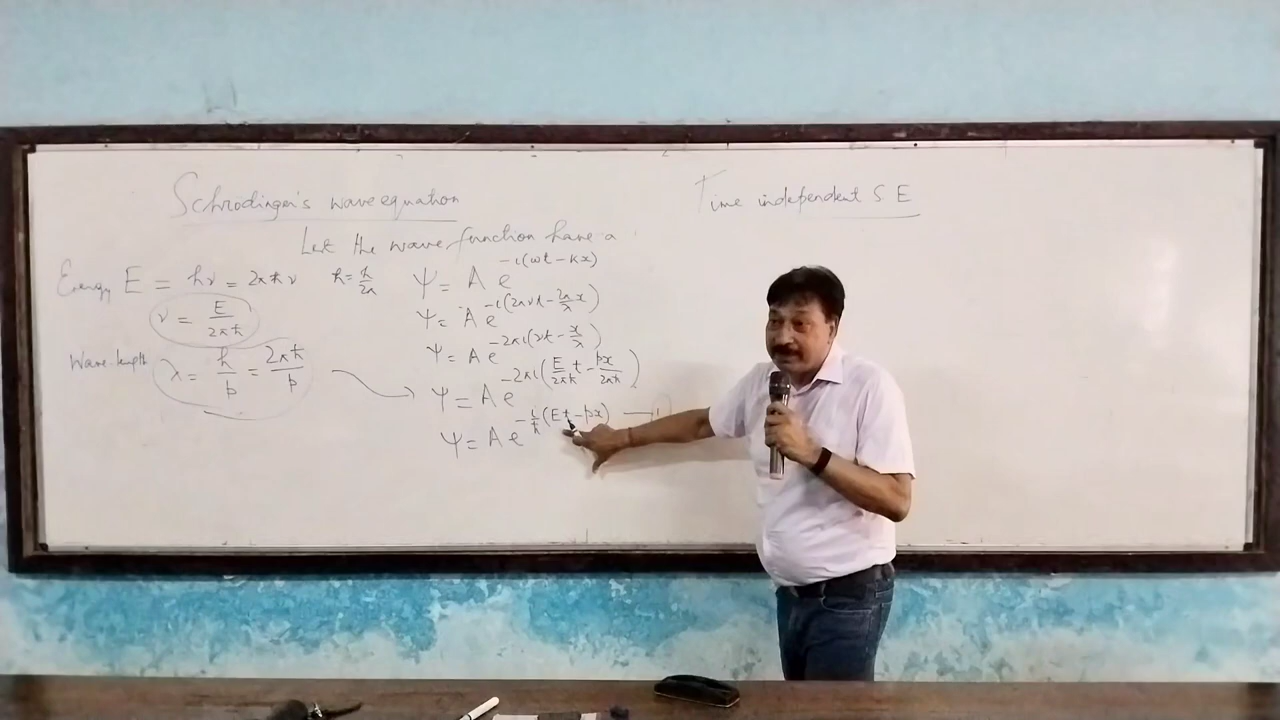 Schrodinger's wave equation
Let the wave function have a
Energy E = hν = 2πħν    ħ = h/2π
ν = E/2πħ
Wave length λ = h/p = 2πħ/p
ψ = A e^{-i(ωt - kx)}
ψ = A e^{-i(2πνt - 2π/λ x)}
ψ = A e^{-2πi(νt - x/λ)}
ψ = A e^{-2πi(E/2πħ t - px/2πħ)}
ψ = A e^{-i/ħ(Et - px)}
Time independent S E